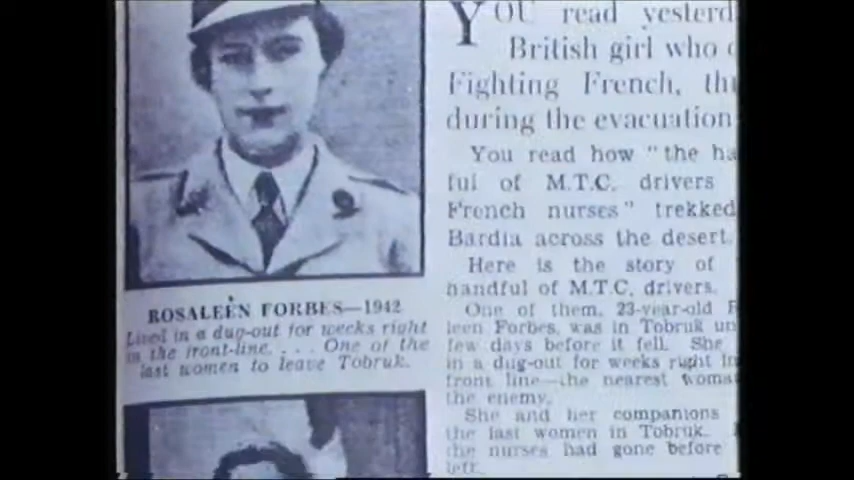 ROSALEEN FORBES—1942
Lived in a dug-out for weeks right
in the front-line. . . . One of the
last women to leave Tobruk.
YOU read yesterd
British girl who
Fighting French, th
during the evacuation
You read how "the ha
ful of M.T.C. drivers
French nurses" trekked
Bardia across the desert.
Here is the story of
handful of M.T.C. drivers.
One of them, 23-year-old
leen Forbes, was in Tobruk un
few days before it fell. She
in a dug-out for weeks right in
front line—the nearest woma
the enemy.
She and her companions
the last women in Tobruk.
the nurses had gone before
left.